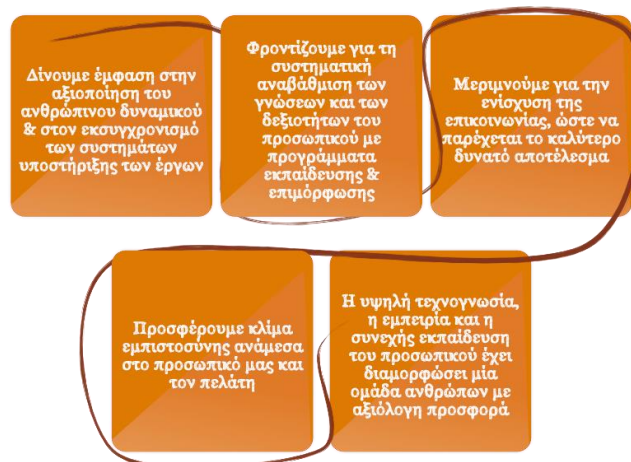 Δίνουμε έμφαση στην
αξιοποίηση του
ανθρώπινου δυναμικού
& στον εκσυγχρονισμό
των συστημάτων
υποστήριξης των έργων
Φροντίζουμε για τη
συστηματική
αναβάθμιση των
γνώσεων και των
δεξιοτήτων του
προσωπικού με
προγράμματα
εκπαίδευσης &
επιμόρφωσης
Μεριμνούμε για την
ενίσχυση της
επικοινωνίας, ώστε να
παρέχεται το καλύτερο
δυνατό αποτέλεσμα
Προσφέρουμε κλίμα
εμπιστοσύνης ανάμεσα
στο προσωπικό μας και
τον πελάτη
Η υψηλή τεχνογνωσία,
η εμπειρία και η
συνεχής εκπαίδευση
του προσωπικού έχει
διαμορφώσει μία
ομάδα ανθρώπων με
αξιόλογη προσφορά